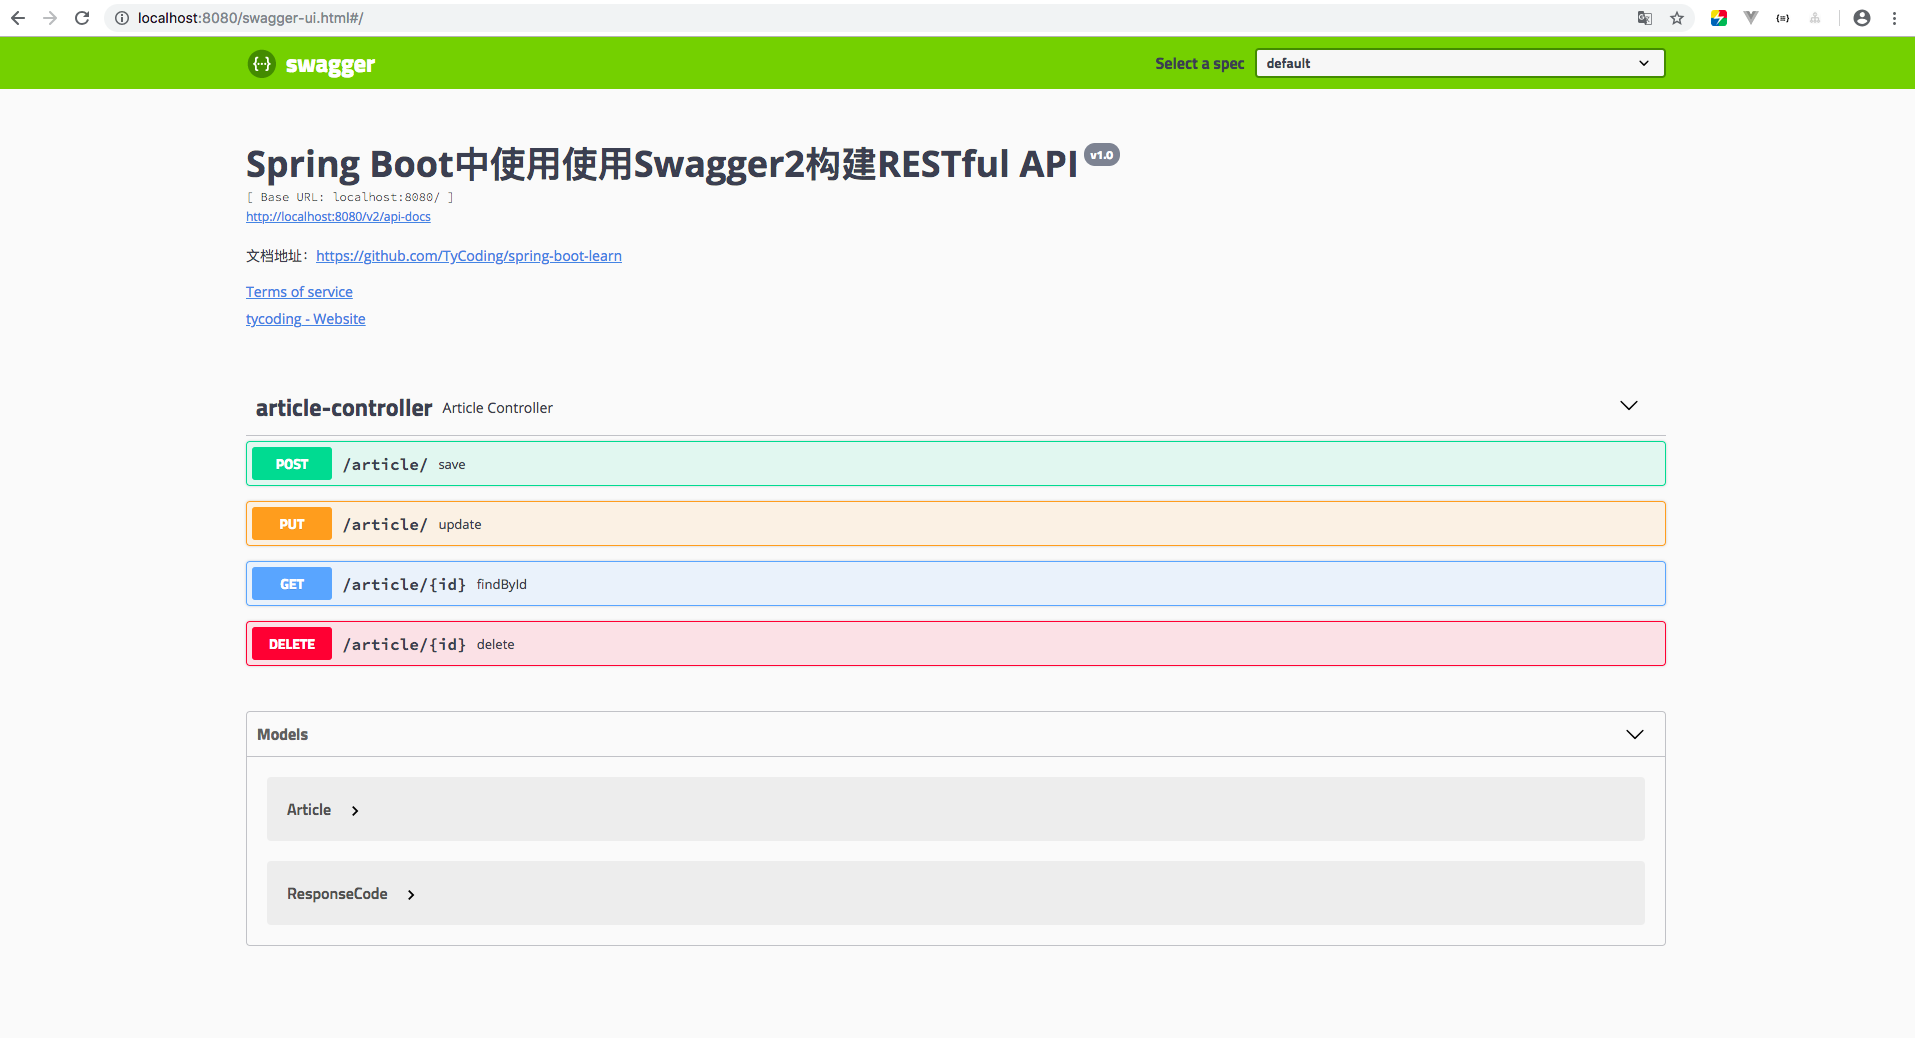 localhost:8080/swagger-ui.html#/
{···} swagger
Select a spec
default
Spring Boot中使用使用Swagger2构建RESTful API v1.0
[ Base URL: localhost:8080/ ]
http://localhost:8080/v2/api-docs
文档地址：https://github.com/TyCoding/spring-boot-learn
Terms of service
tycoding - Website
article-controller Article Controller
POST /article/ save
PUT /article/ update
GET /article/{id} findById
DELETE /article/{id} delete
Models
Article
ResponseCode